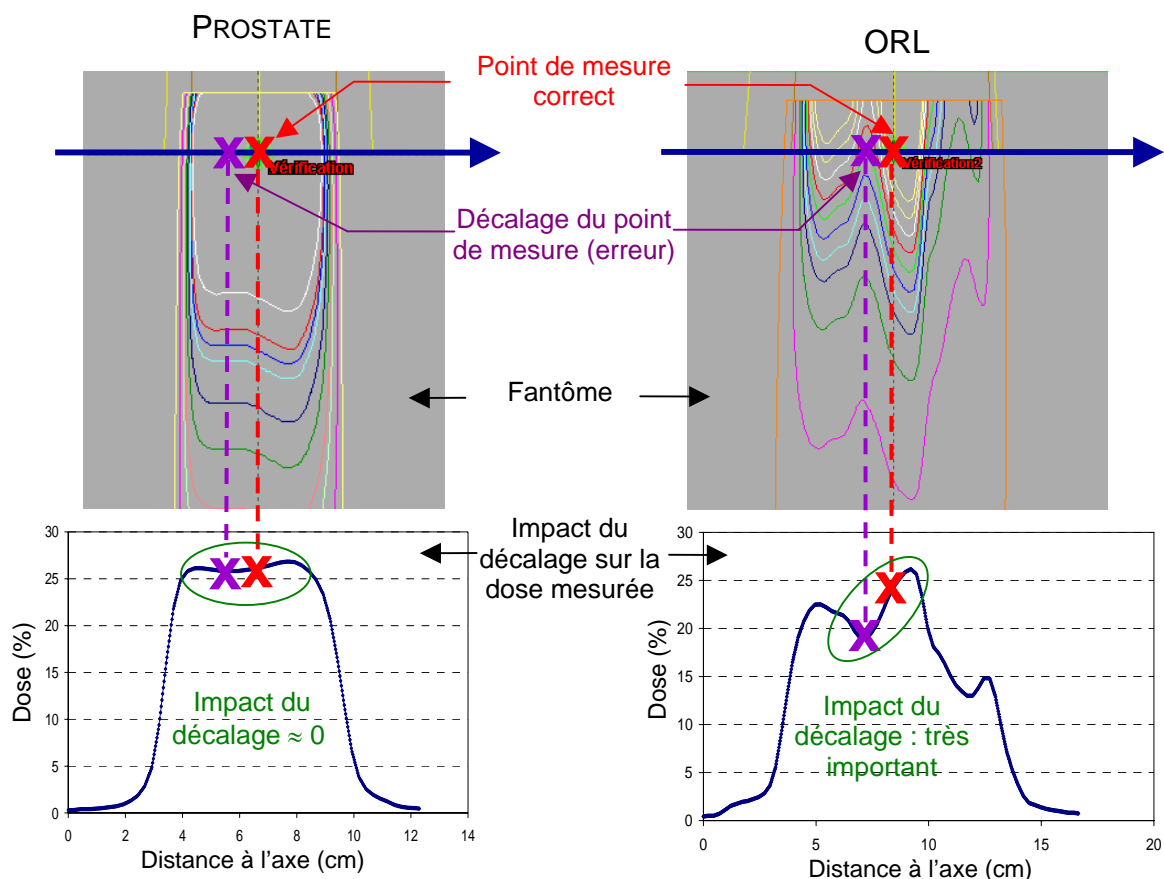 PROSTATE
ORL
Point de mesure
correct
Vérification
Vérification2
Décalage du point
de mesure (erreur)
Fantôme
Impact du
décalage sur la
dose mesurée
30
25
20
15
10
5
0
Dose (%)
Impact du
décalage ≈ 0
0 2 4 6 8 10 12 14
Distance à l'axe (cm)
30
25
20
15
10
5
0
Dose (%)
Impact du
décalage : très
important
0 5 10 15 20
Distance à l'axe (cm)